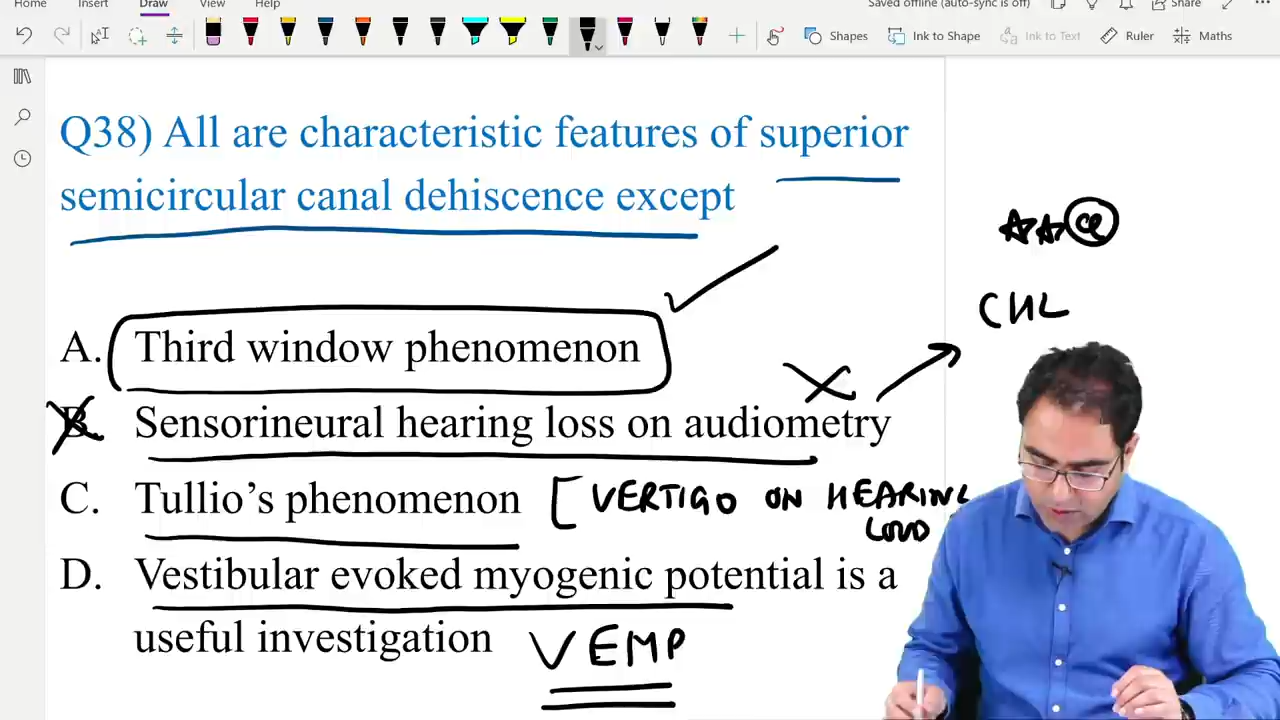 Home Insert Draw View Help Saved offline (auto-sync is off) Share
Shapes Ink to Shape Ink to Text Ruler Maths
Q38) All are characteristic features of superior
semicircular canal dehiscence except
CHL
A. Third window phenomenon
B. Sensorineural hearing loss on audiometry
C. Tullio’s phenomenon [VERTIGO ON HEARING
LOUD
D. Vestibular evoked myogenic potential is a
useful investigation VEMP